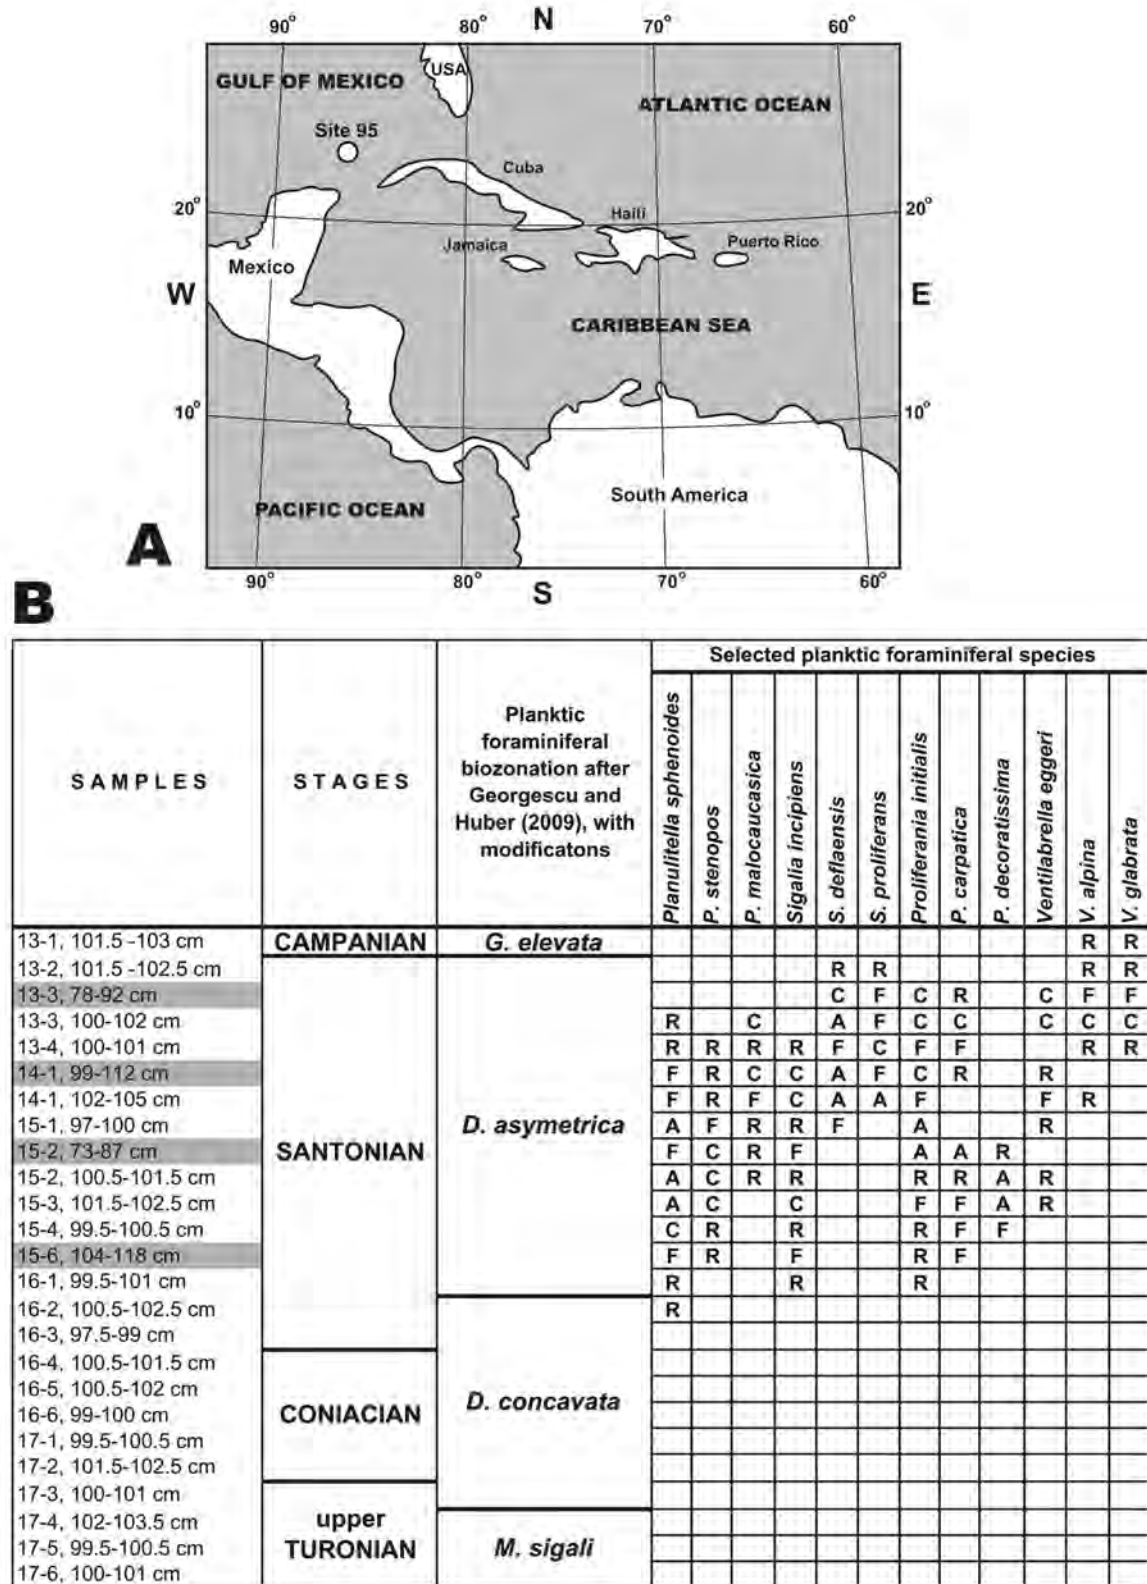 90° 80° N 70° 60°
GULF OF MEXICO
USA
ATLANTIC OCEAN
Site 95
Cuba
20° 20°
Haili
Jamaica
Puerto Rico
Mexico
W E
CARIBBEAN SEA
10° 10°
South America
PACIFIC OCEAN
A
90° 80° S 70° 60°
B
SAMPLES
STAGES
Planktic
foraminiferal
biozonation after
Georgescu and
Huber (2009), with
modificatons
Selected planktic foraminiferal species
Planulitella sphenoides
P. stenopos
P. malocaucasica
Sigalia incipiens
S. deflaensis
S. proliferans
Proliferania initialis
P. carpatica
P. decoratissima
Ventilabrella eggeri
V. alpina
V. glabrata
13-1, 101.5 -103 cm CAMPANIAN G. elevata R R
13-2, 101.5 -102.5 cm R R R R
13-3, 78-92 cm C F C R C F F
13-3, 100-102 cm R C A F C C C C C
13-4, 100-101 cm R R R R F C F F R R
14-1, 99-112 cm F R C C A F C R R
14-1, 102-105 cm F R F C A A F F R
15-1, 97-100 cm D. asymetrica A F R R F A R
15-2, 73-87 cm SANTONIAN F C R F A A R
15-2, 100.5-101.5 cm A C R R R R A R
15-3, 101.5-102.5 cm A C C F F A R
15-4, 99.5-100.5 cm C R R R F F
15-6, 104-118 cm F R F R F
16-1, 99.5-101 cm R R R
16-2, 100.5-102.5 cm R
16-3, 97.5-99 cm
16-4, 100.5-101.5 cm
16-5, 100.5-102 cm D. concavata
16-6, 99-100 cm CONIACIAN
17-1, 99.5-100.5 cm
17-2, 101.5-102.5 cm
17-3, 100-101 cm
17-4, 102-103.5 cm upper
17-5, 99.5-100.5 cm TURONIAN M. sigali
17-6, 100-101 cm